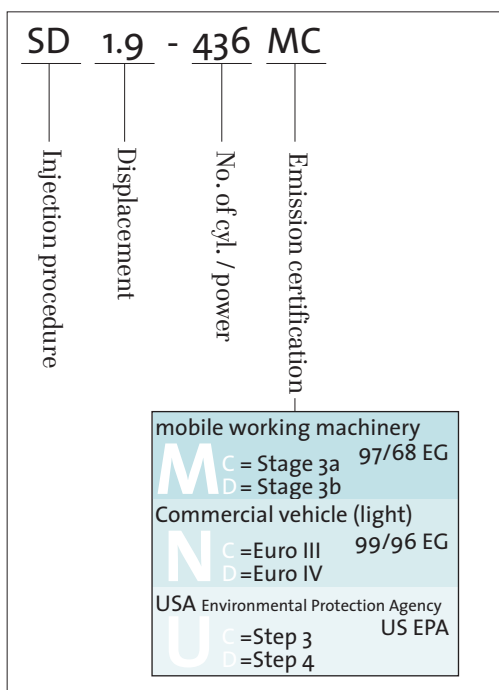 SD 1.9 - 436 MC
Injection procedure
Displacement
No. of cyl. / power
Emission certification
mobile working machinery
97/68 EG
M C = Stage 3a
D = Stage 3b
Commercial vehicle (light)
99/96 EG
N C =Euro III
D =Euro IV
USA Environmental Protection Agency
US EPA
U C =Step 3
D =Step 4